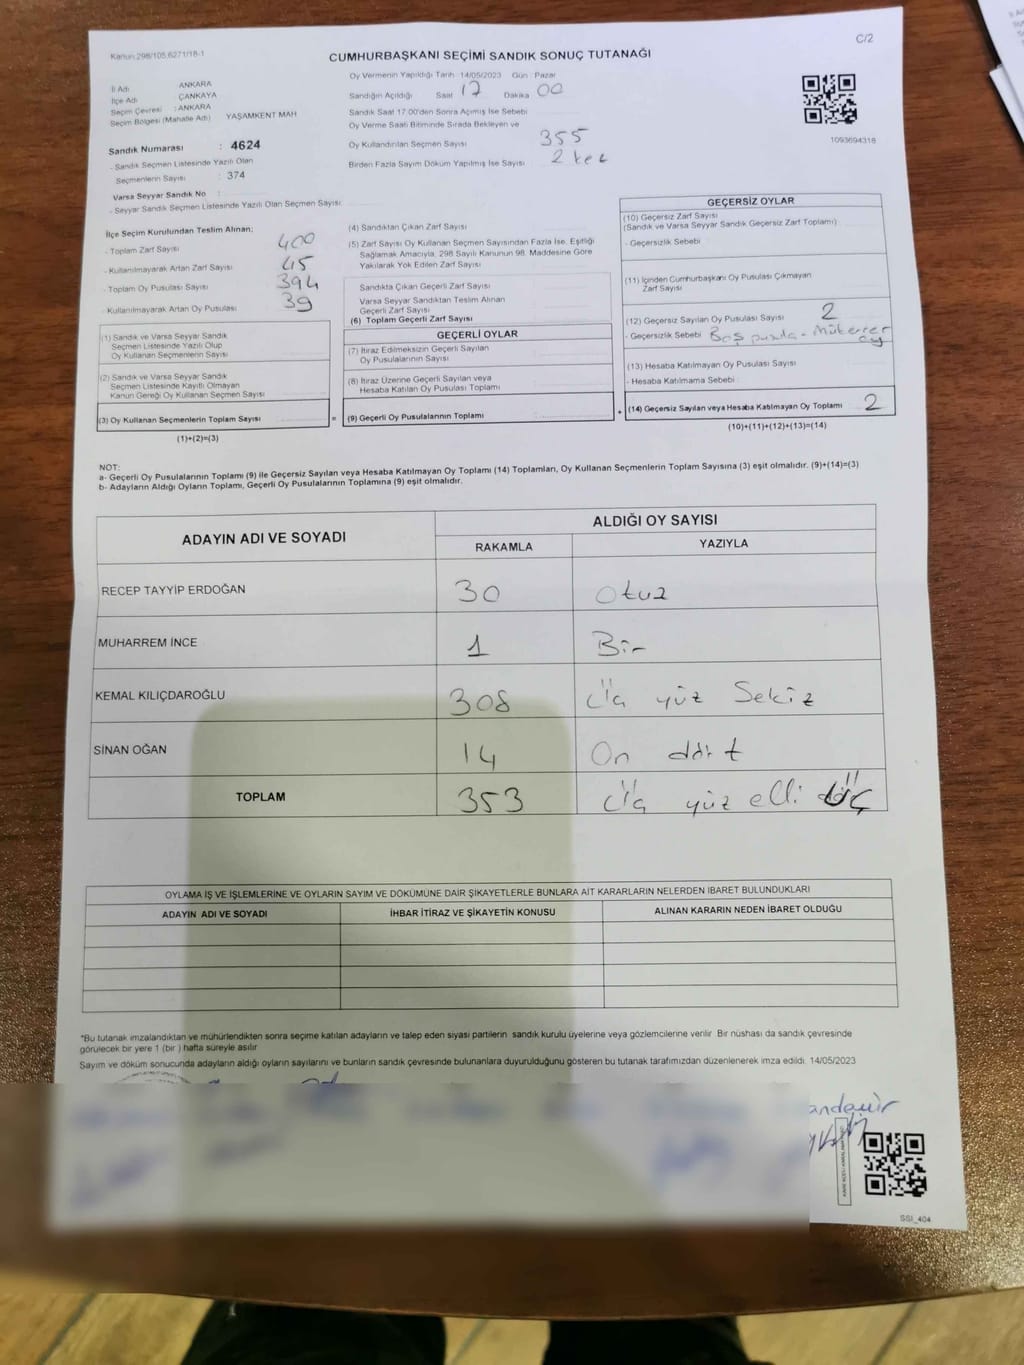 Kanun 298/105,6271/18-1
C/2
CUMHURBAŞKANI SEÇİMİ SANDIK SONUÇ TUTANAĞI
İl Adı ANKARA
İlçe Adı ÇANKAYA
Seçim Çevresi : ANKARA
Seçim Bölgesi (Mahalle Adı) YAŞAMKENT MAH
Sandık Numarası : 4624
- Sandık Seçmen Listesinde Yazılı Olan
Seçmenlerin Sayısı : 374
Varsa Seyyar Sandık No :
- Seyyar Sandık Seçmen Listesinde Yazılı Olan Seçmen Sayısı:
Oy Vermenin Yapıldığı Tarih : 14/05/2023 Gün : Pazar
Sandığın Açıldığı Saat 17 Dakika 00
Sandık Saat 17.00'den Sonra Açılmış İse Sebebi
Oy Verme Saati Bitiminde Sırada Bekleyen ve
Oy Kullandırılan Seçmen Sayısı 355
Birden Fazla Sayım Döküm Yapılmış İse Sayısı 2 kez
1093694318
İlçe Seçim Kurulundan Teslim Alınan:
- Toplam Zarf Sayısı 400
- Kullanılmayarak Artan Zarf Sayısı 45
- Toplam Oy Pusulası Sayısı 394
- Kullanılmayarak Artan Oy Pusulası 39
(1) Sandık ve Varsa Seyyar Sandık
Seçmen Listesinde Yazılı Olup
Oy Kullanan Seçmenlerin Sayısı
(2) Sandık ve Varsa Seyyar Sandık
Seçmen Listesinde Kayıtlı Olmayan
Kanun Gereği Oy Kullanan Seçmen Sayısı
(3) Oy Kullanan Seçmenlerin Toplam Sayısı =
(1)+(2)=(3)
(4) Sandıktan Çıkan Zarf Sayısı
(5) Zarf Sayısı Oy Kullanan Seçmen Sayısından Fazla İse, Eşitliği
Sağlamak Amacıyla, 298 Sayılı Kanunun 98. Maddesine Göre
Yakılarak Yok Edilen Zarf Sayısı
Sandıkta Çıkan Geçerli Zarf Sayısı
Varsa Seyyar Sandıktan Teslim Alınan
Geçerli Zarf Sayısı
(6) Toplam Geçerli Zarf Sayısı
GEÇERLİ OYLAR
(7) İtiraz Edilmeksizin Geçerli Sayılan
Oy Pusulalarının Sayısı
(8) İtiraz Üzerine Geçerli Sayılan veya
Hesaba Katılan Oy Pusulası Toplamı
(9) Geçerli Oy Pusulalarının Toplamı +
GEÇERSİZ OYLAR
(10) Geçersiz Zarf Sayısı
(Sandık ve Varsa Seyyar Sandık Geçersiz Zarf Toplamı)
- Geçersizlik Sebebi
(11) İçinden Cumhurbaşkanı Oy Pusulası Çıkmayan
Zarf Sayısı
(12) Geçersiz Sayılan Oy Pusulası Sayısı 2
- Geçersizlik Sebebi Boş pusula - Mükerrer
oy
(13) Hesaba Katılmayan Oy Pusulası Sayısı
- Hesaba Katılmama Sebebi
(14) Geçersiz Sayılan veya Hesaba Katılmayan Oy Toplamı 2
(10)+(11)+(12)+(13)=(14)
NOT:
a- Geçerli Oy Pusulalarının Toplamı (9) ile Geçersiz Sayılan veya Hesaba Katılmayan Oy Toplamı (14) Toplamları, Oy Kullanan Seçmenlerin Toplam Sayısına (3) eşit olmalıdır. (9)+(14)=(3)
b- Adayların Aldığı Oyların Toplamı, Geçerli Oy Pusulalarının Toplamına (9) eşit olmalıdır.
ADAYIN ADI VE SOYADI
ALDIĞI OY SAYISI
RAKAMLA YAZIYLA
RECEP TAYYİP ERDOĞAN 30 Otuz
MUHARREM İNCE 1 Bir
KEMAL KILIÇDAROĞLU 308 Üç yüz Sekiz
SİNAN OĞAN 14 On dört
TOPLAM 353 Üç yüz elli üç
OYLAMA İŞ VE İŞLEMLERİNE VE OYLARIN SAYIM VE DÖKÜMÜNE DAİR ŞİKAYETLERLE BUNLARA AİT KARARLARIN NELERDEN İBARET BULUNDUKLARI
ADAYIN ADI VE SOYADI İHBAR İTİRAZ VE ŞİKAYETİN KONUSU ALINAN KARARIN NEDEN İBARET OLDUĞU
*Bu tutanak imzalandıktan ve mühürlendikten sonra seçime katılan adayların ve talep eden siyasi partilerin sandık kurulu üyelerine veya gözlemcilerine verilir. Bir nüshası da sandık çevresinde
görülecek bir yere 1 (bir ) hafta süreyle asılır
Sayım ve döküm sonucunda adayların aldığı oyların sayılarını ve bunların sandık çevresinde bulunanlara duyurulduğunu gösteren bu tutanak tarafımızdan düzenlenerek imza edildi. 14/05/2023
SSI_404